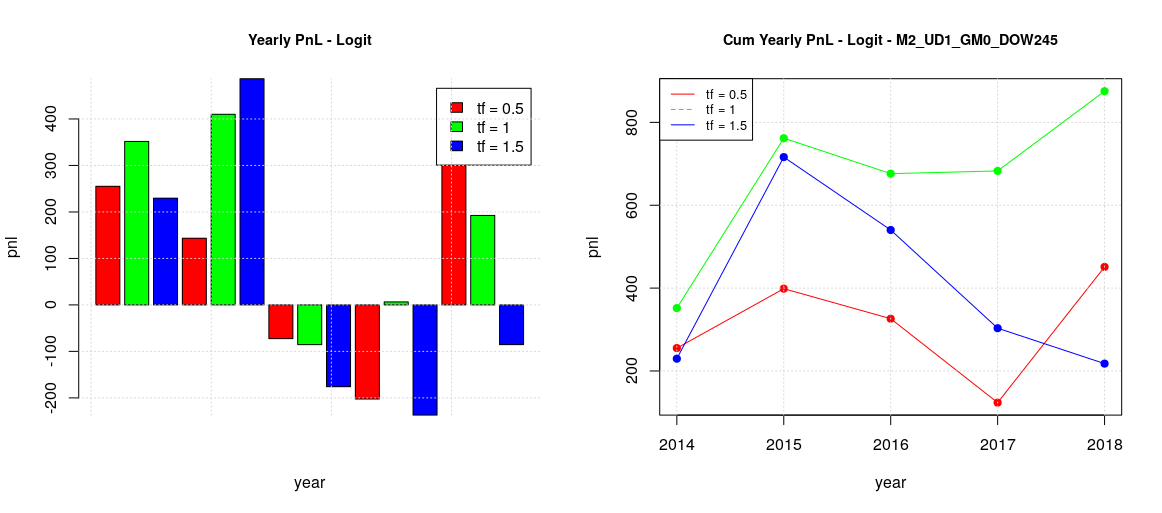 Yearly PnL - Logit
pnl
400
300
200
100
0
-100
-200
tf = 0.5
tf = 1
tf = 1.5
year
Cum Yearly PnL - Logit - M2_UD1_GM0_DOW245
pnl
800
600
400
200
tf = 0.5
tf = 1
tf = 1.5
2014 2015 2016 2017 2018
year